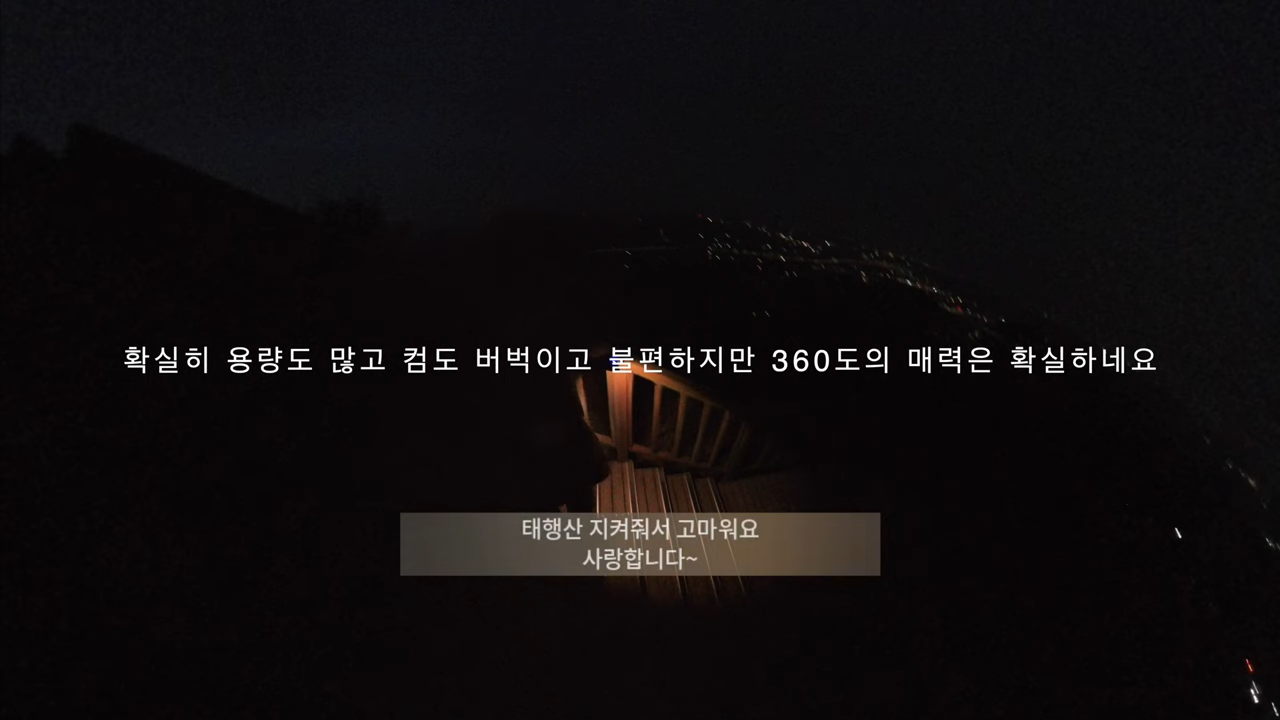 확실히 용량도 많고 컴도 버벅이고 불편하지만 360도의 매력은 확실하네요
태행산 지켜줘서 고마워요
사랑합니다~